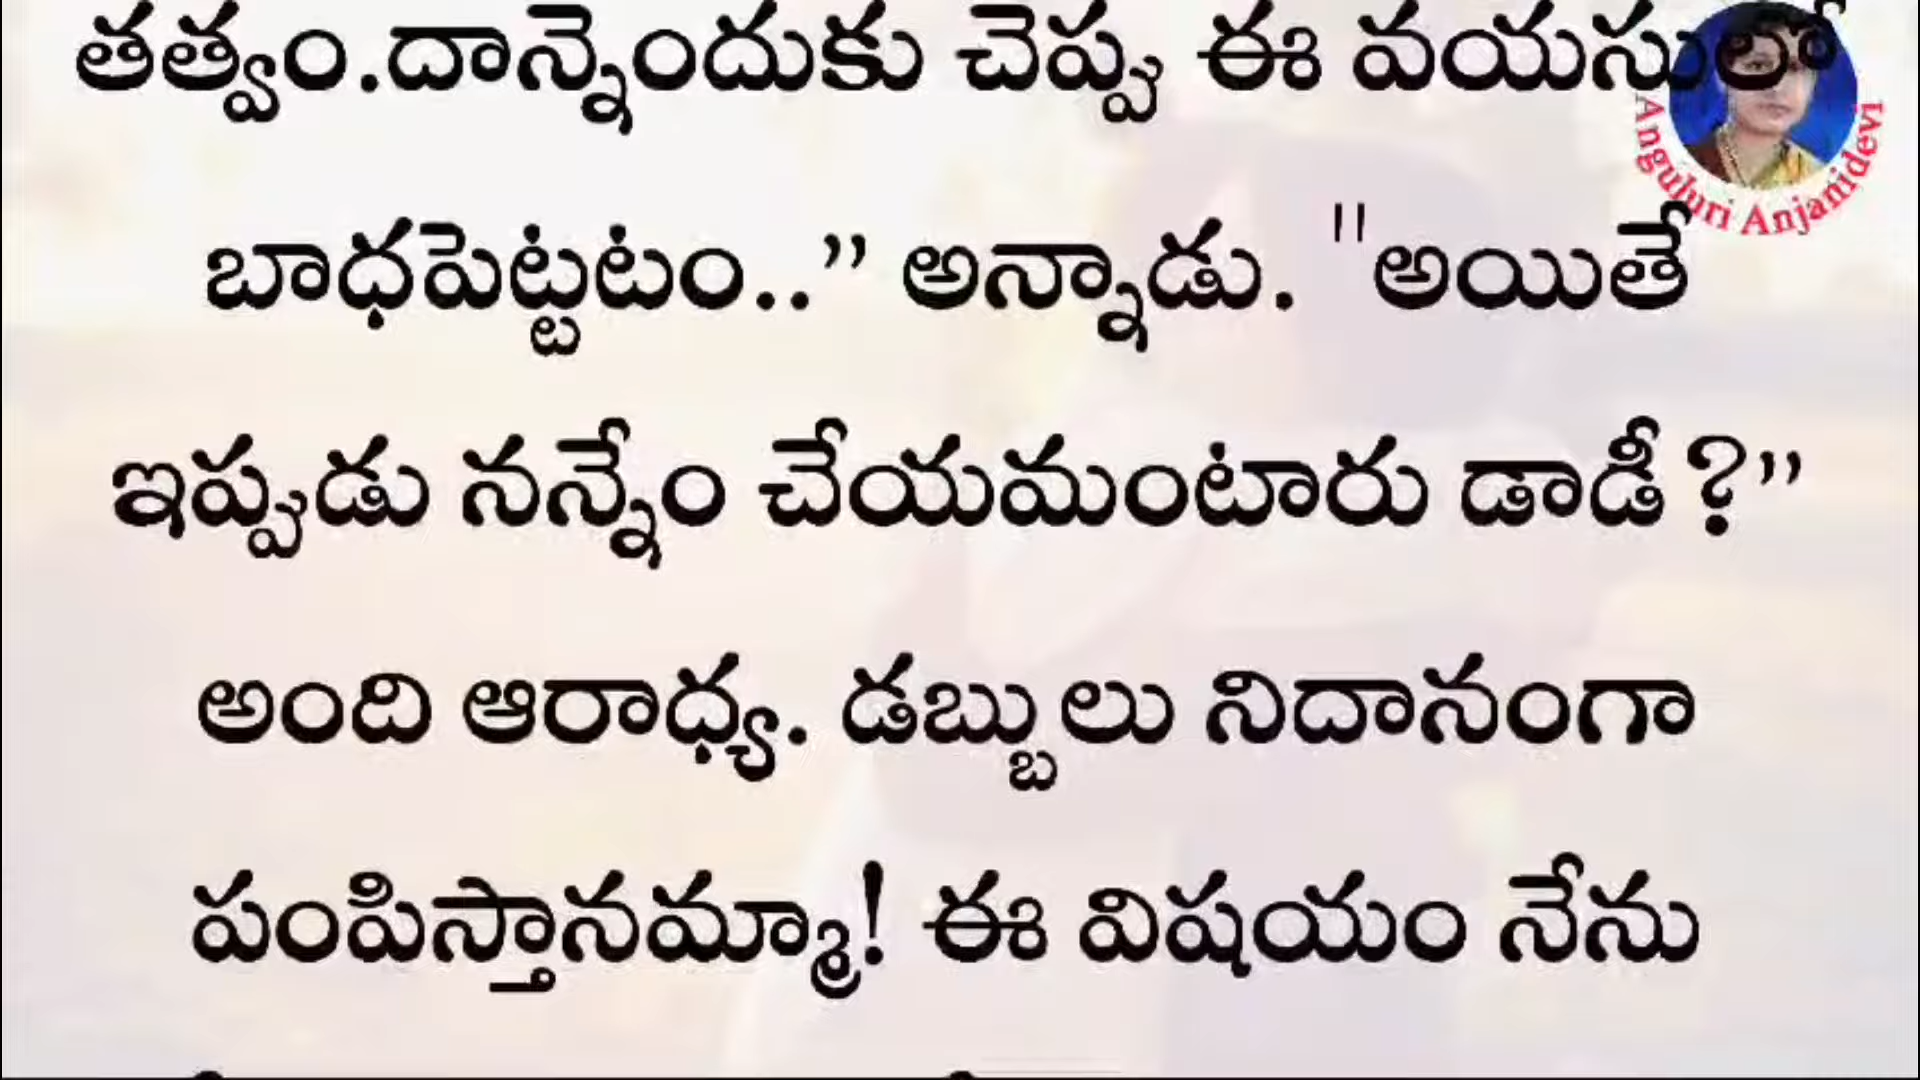 తత్వం.దాన్నెందుకు చెప్పు ఈ వయసులో
Anguluri Anjanidevi
బాధపెట్టటం..” అన్నాడు. "అయితే
ఇప్పుడు నన్నేం చేయమంటారు డాడీ ?”
అంది ఆరాధ్య. డబ్బులు నిదానంగా
పంపిస్తానమ్మా! ఈ విషయం నేను